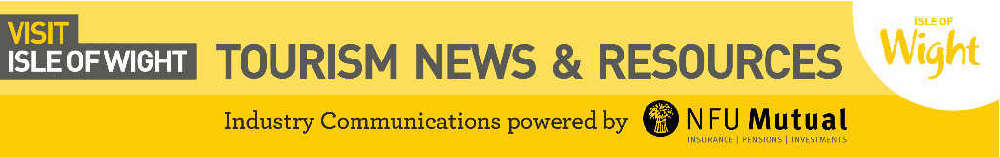 VISIT
ISLE OF WIGHT
TOURISM NEWS & RESOURCES
ISLE OF
Wight
Industry Communications powered by
NFU Mutual
INSURANCE | PENSIONS | INVESTMENTS